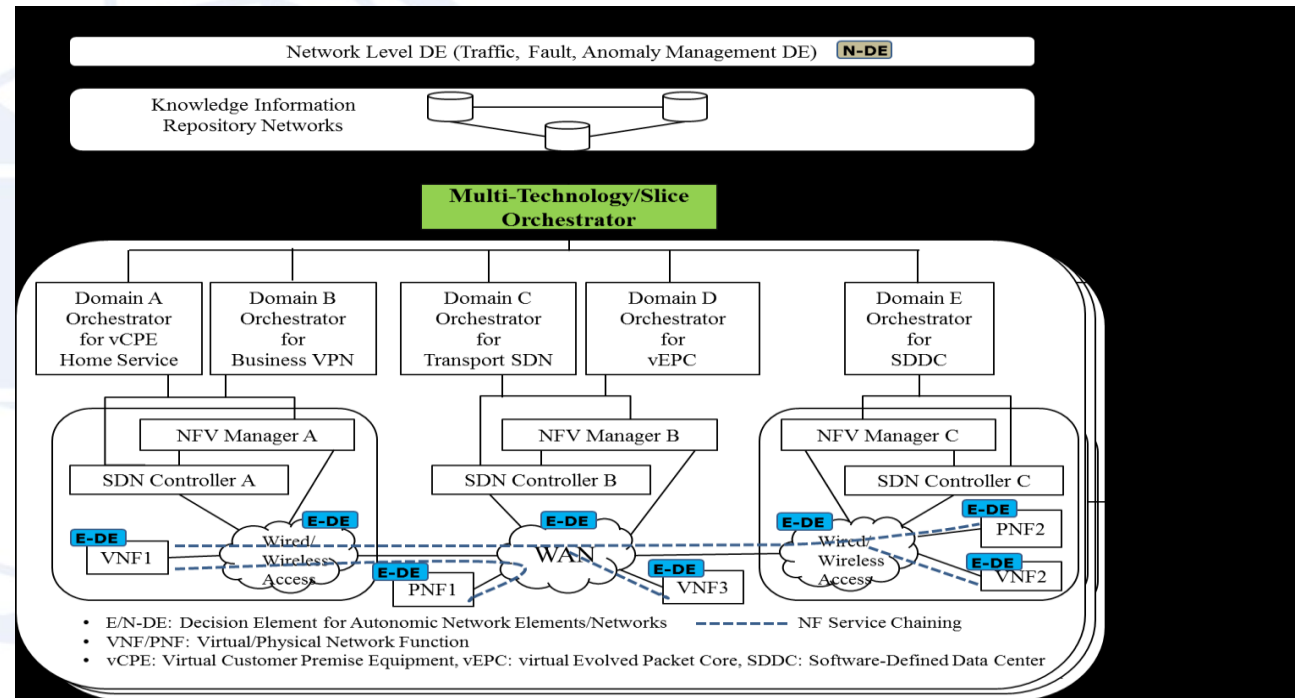 Network Level DE (Traffic, Fault, Anomaly Management DE) N-DE
Knowledge Information
Repository Networks
Multi-Technology/Slice
Orchestrator
Domain A
Orchestrator
for vCPE
Home Service
Domain B
Orchestrator
for
Business VPN
Domain C
Orchestrator
for
Transport SDN
Domain D
Orchestrator
for
vEPC
Domain E
Orchestrator
for
SDDC
NFV Manager A
SDN Controller A
NFV Manager B
SDN Controller B
NFV Manager C
SDN Controller C
E-DE
VNF1
E-DE
Wired/
Wireless
Access
E-DE
PNF1
E-DE
WAN
E-DE
VNF3
E-DE
Wired/
Wireless
Access
E-DE
PNF2
E-DE
VNF2
• E/N-DE: Decision Element for Autonomic Network Elements/Networks NF Service Chaining
• VNF/PNF: Virtual/Physical Network Function
• vCPE: Virtual Customer Premise Equipment, vEPC: virtual Evolved Packet Core, SDDC: Software-Defined Data Center